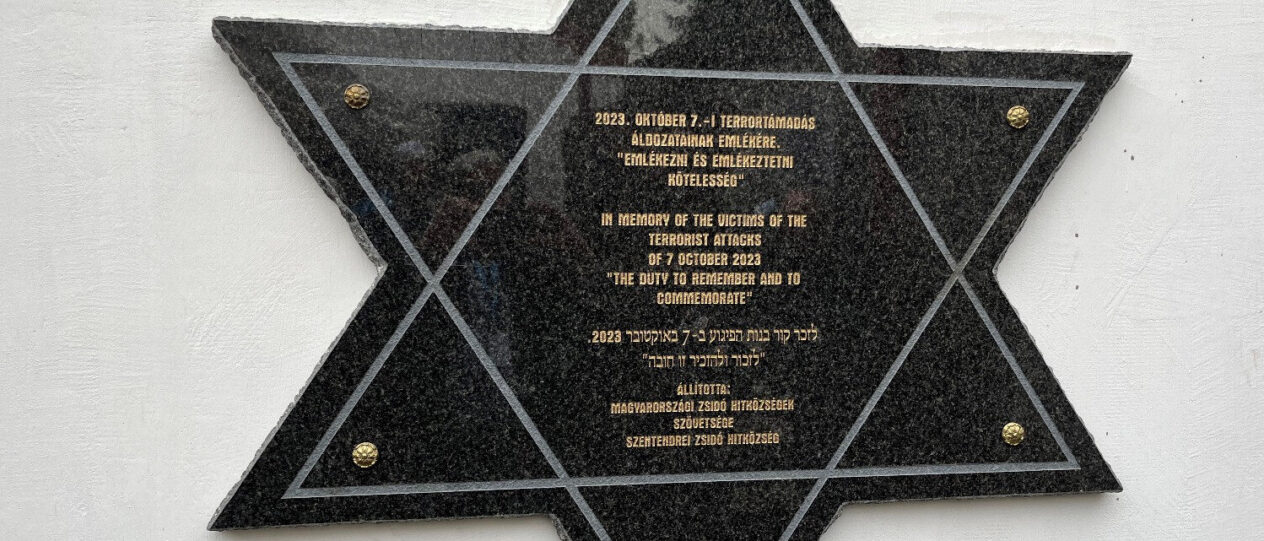 2023. OKTÓBER 7.-I TERRORTÁMADÁS
ÁLDOZATAINAK EMLÉKÉRE.
"EMLÉKEZNI ÉS EMLÉKEZTETNI
KÖTELESSÉG"
IN MEMORY OF THE VICTIMS OF THE
TERRORIST ATTACKS
OF 7 OCTOBER 2023
"THE DUTY TO REMEMBER AND TO
COMMEMORATE"
לזכר קור בנות הפיגוע ב-7 באוקטובר 2023.
"לזכור ולהזכיר זו חובה"
ÁLLÍTOTTA:
MAGYARORSZÁGI ZSIDÓ HITKÖZSÉGEK
SZÖVETSÉGE
SZENTENDREI ZSIDÓ HITKÖZSÉG